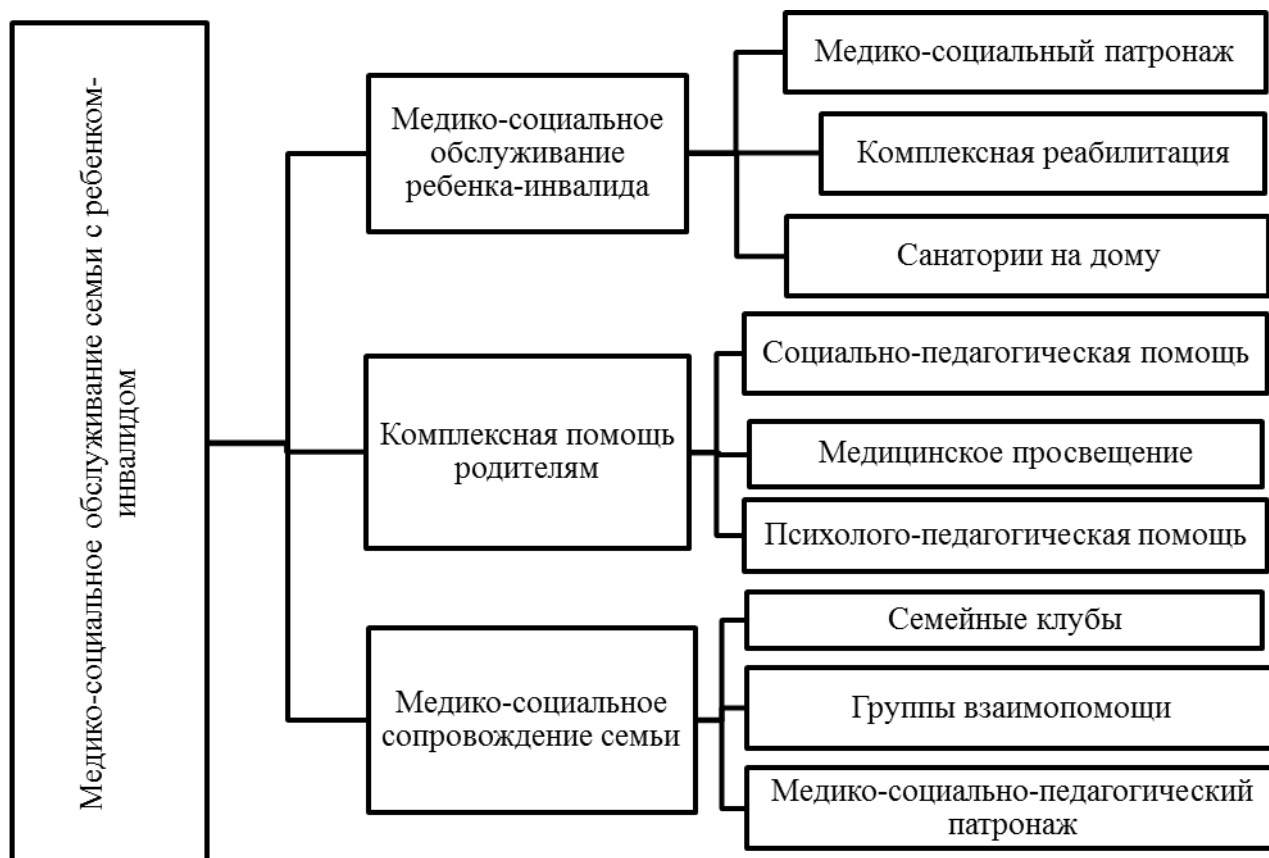 Медико-социальное обслуживание семьи с ребенком-
инвалидом
Медико-социальное
обслуживание
ребенка-инвалида
Медико-социальный патронаж
Комплексная реабилитация
Санатории на дому
Комплексная помощь
родителям
Социально-педагогическая помощь
Медицинское просвещение
Психолого-педагогическая помощь
Медико-социальное
сопровождение семьи
Семейные клубы
Группы взаимопомощи
Медико-социально-педагогический
патронаж